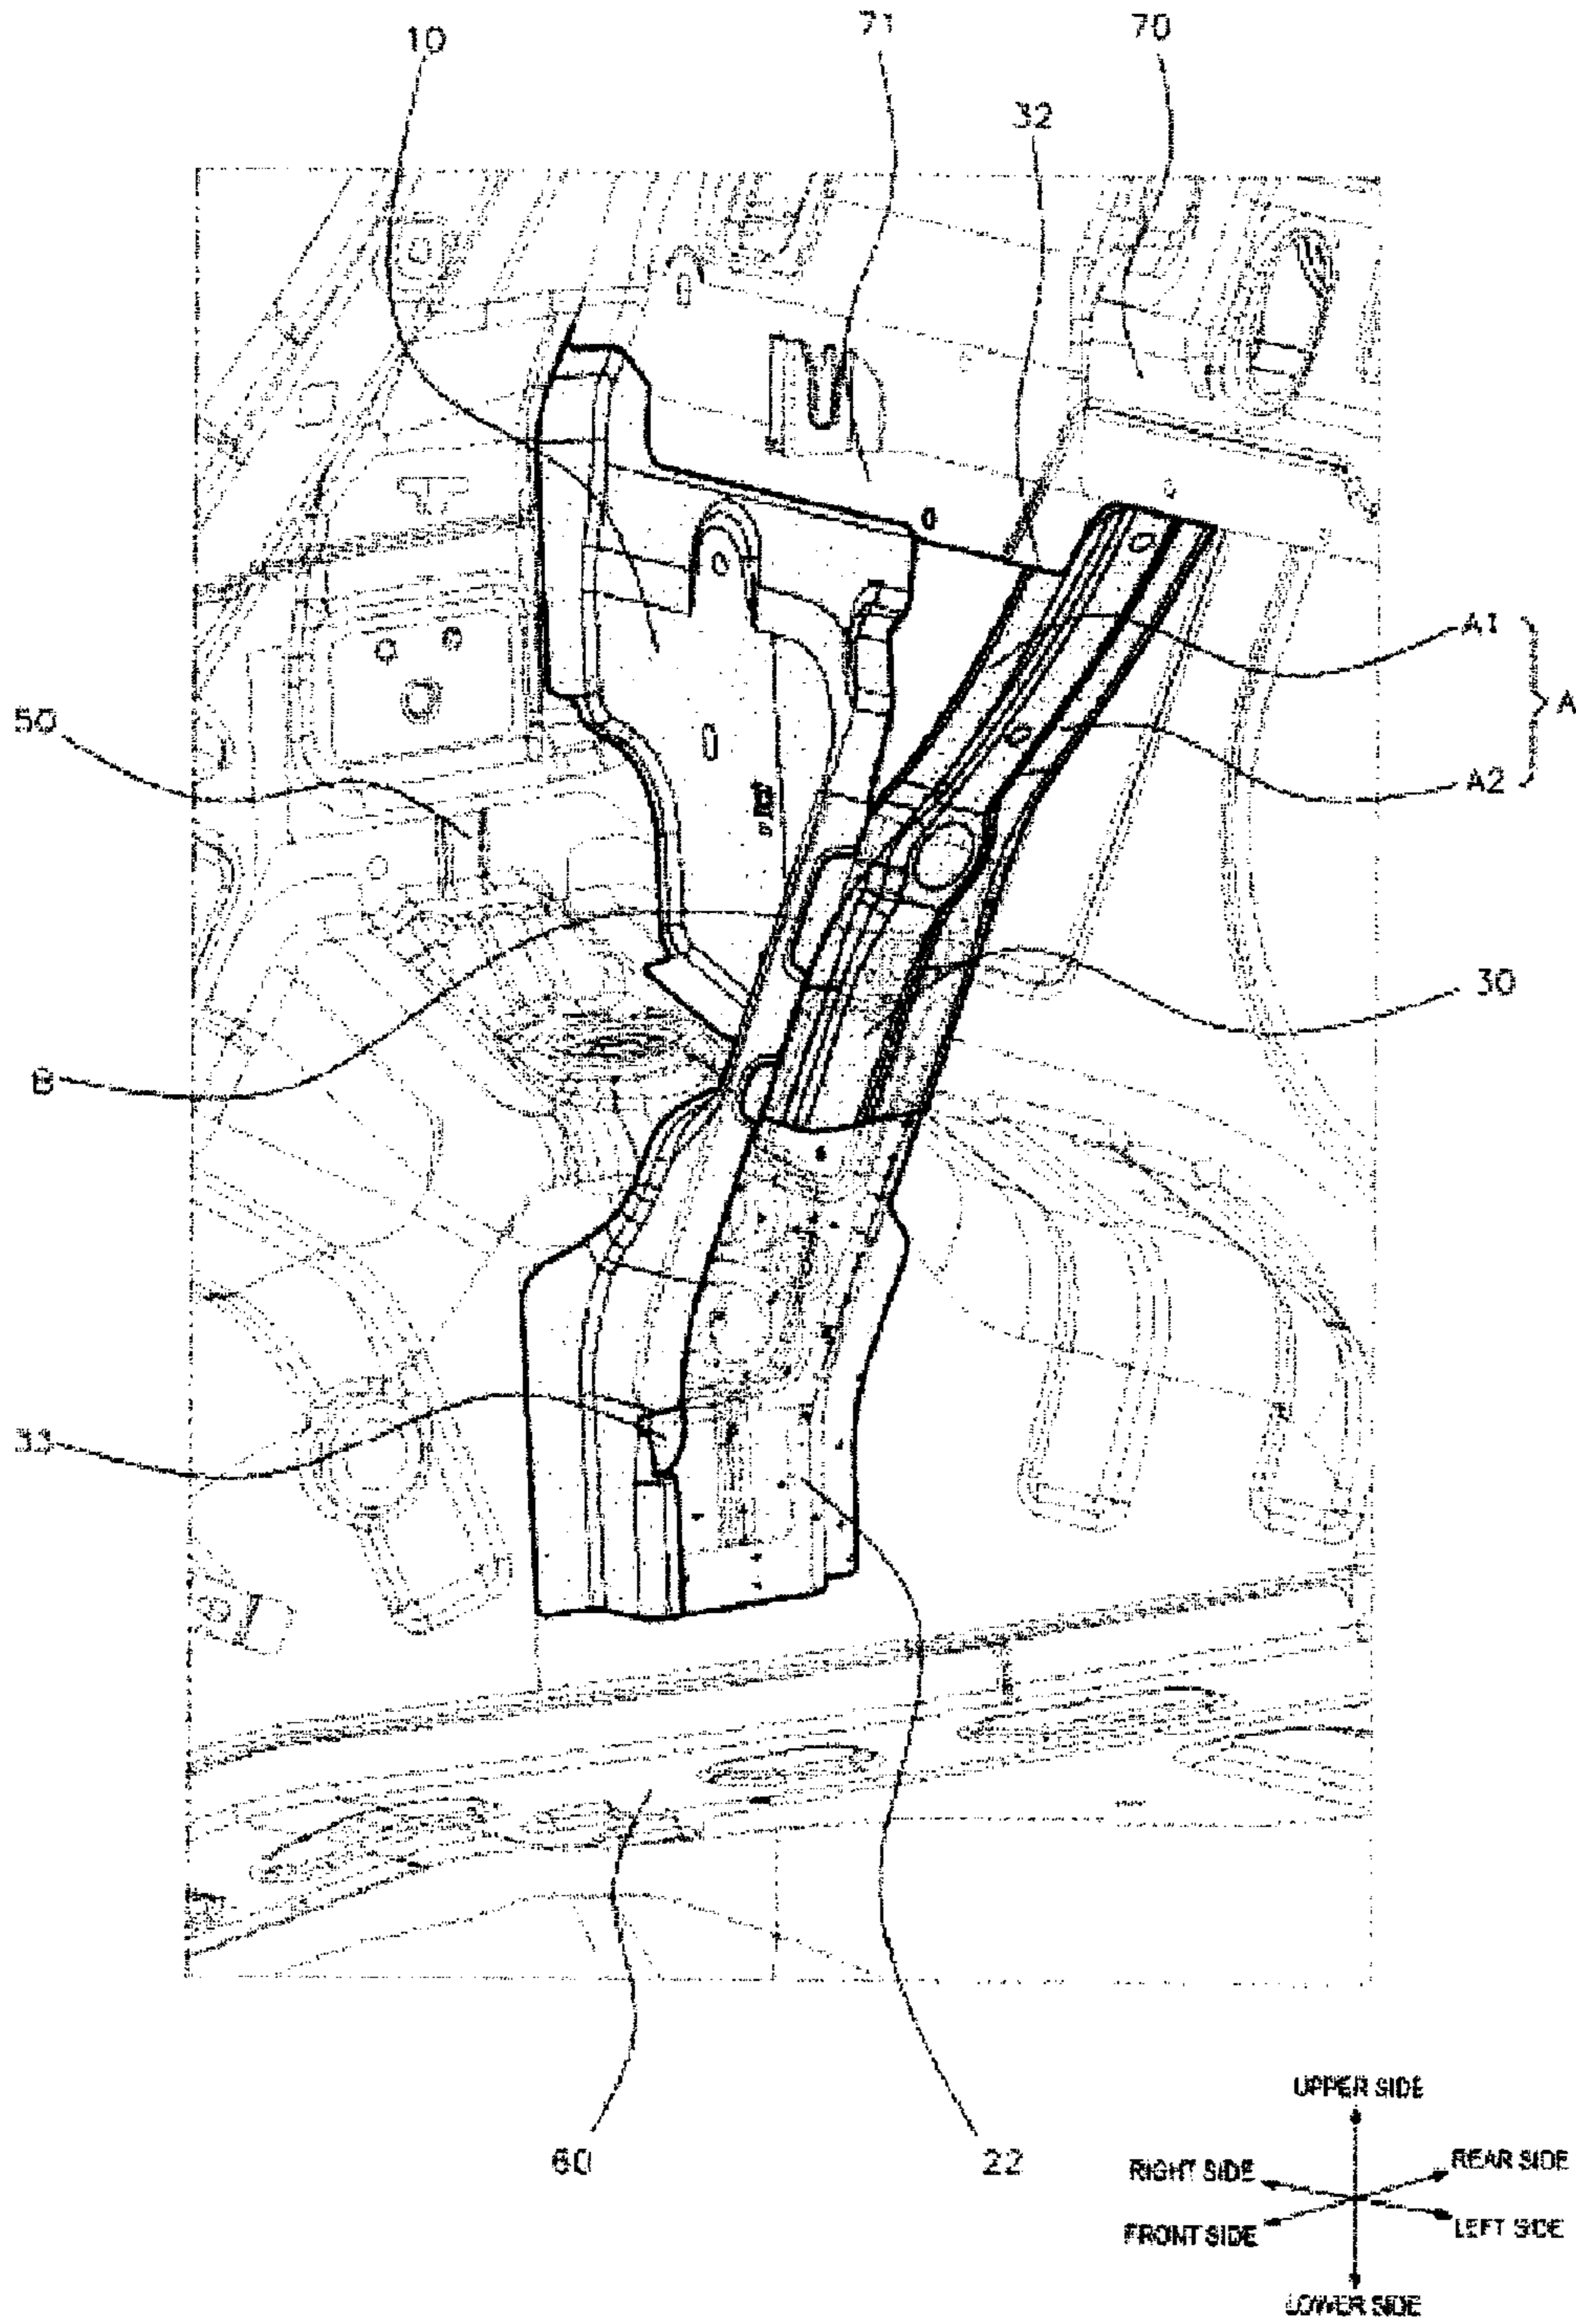 10
71
70
32
A1
A
50
A2
30
B
33
60
22
UPPER SIDE
RIGHT SIDE
REAR SIDE
FRONT SIDE
LEFT SIDE
LOWER SIDE